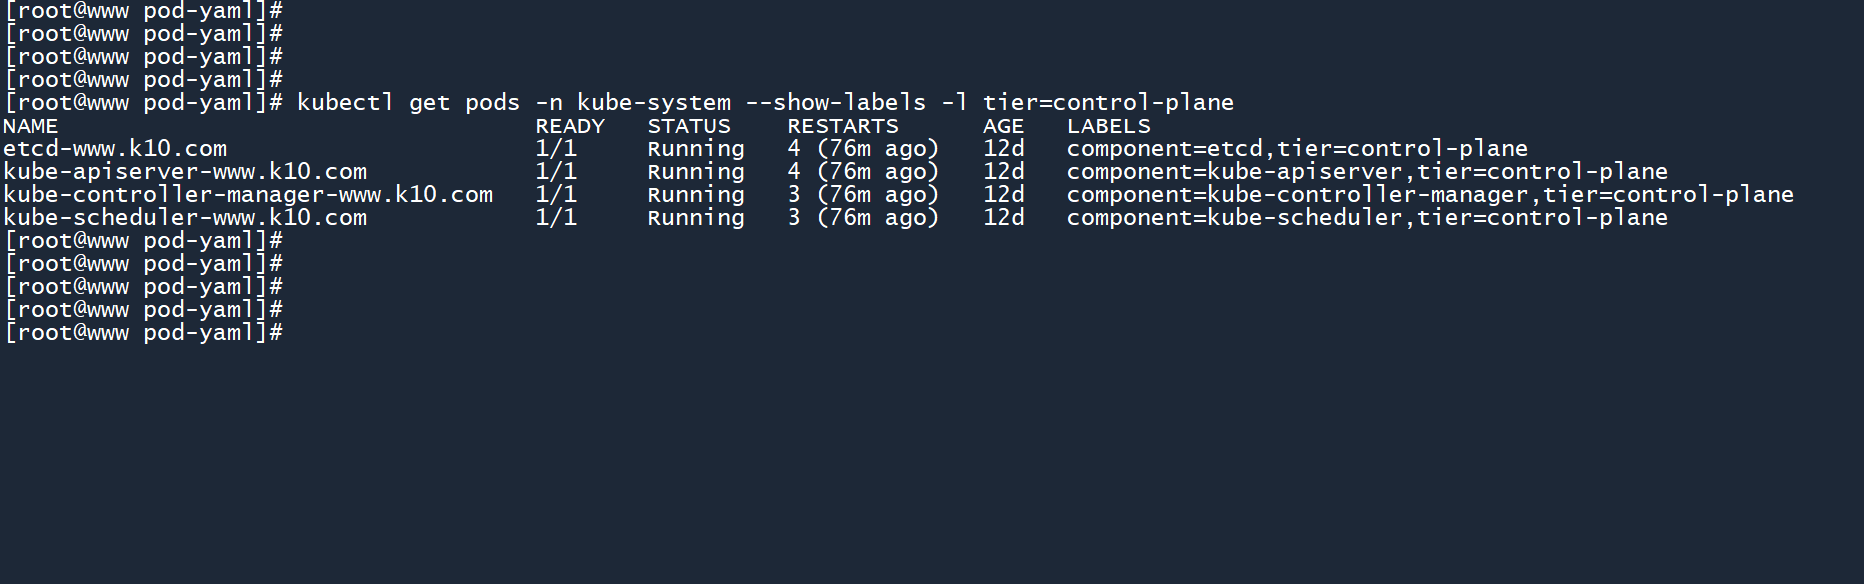 [root@www pod-yaml]#
[root@www pod-yaml]#
[root@www pod-yaml]#
[root@www pod-yaml]#
[root@www pod-yaml]# kubectl get pods -n kube-system --show-labels -l tier=control-plane
NAME                                  READY   STATUS    RESTARTS      AGE   LABELS
etcd-www.k10.com                      1/1     Running   4 (76m ago)   12d   component=etcd,tier=control-plane
kube-apiserver-www.k10.com            1/1     Running   4 (76m ago)   12d   component=kube-apiserver,tier=control-plane
kube-controller-manager-www.k10.com   1/1     Running   3 (76m ago)   12d   component=kube-controller-manager,tier=control-plane
kube-scheduler-www.k10.com            1/1     Running   3 (76m ago)   12d   component=kube-scheduler,tier=control-plane
[root@www pod-yaml]#
[root@www pod-yaml]#
[root@www pod-yaml]#
[root@www pod-yaml]#
[root@www pod-yaml]#